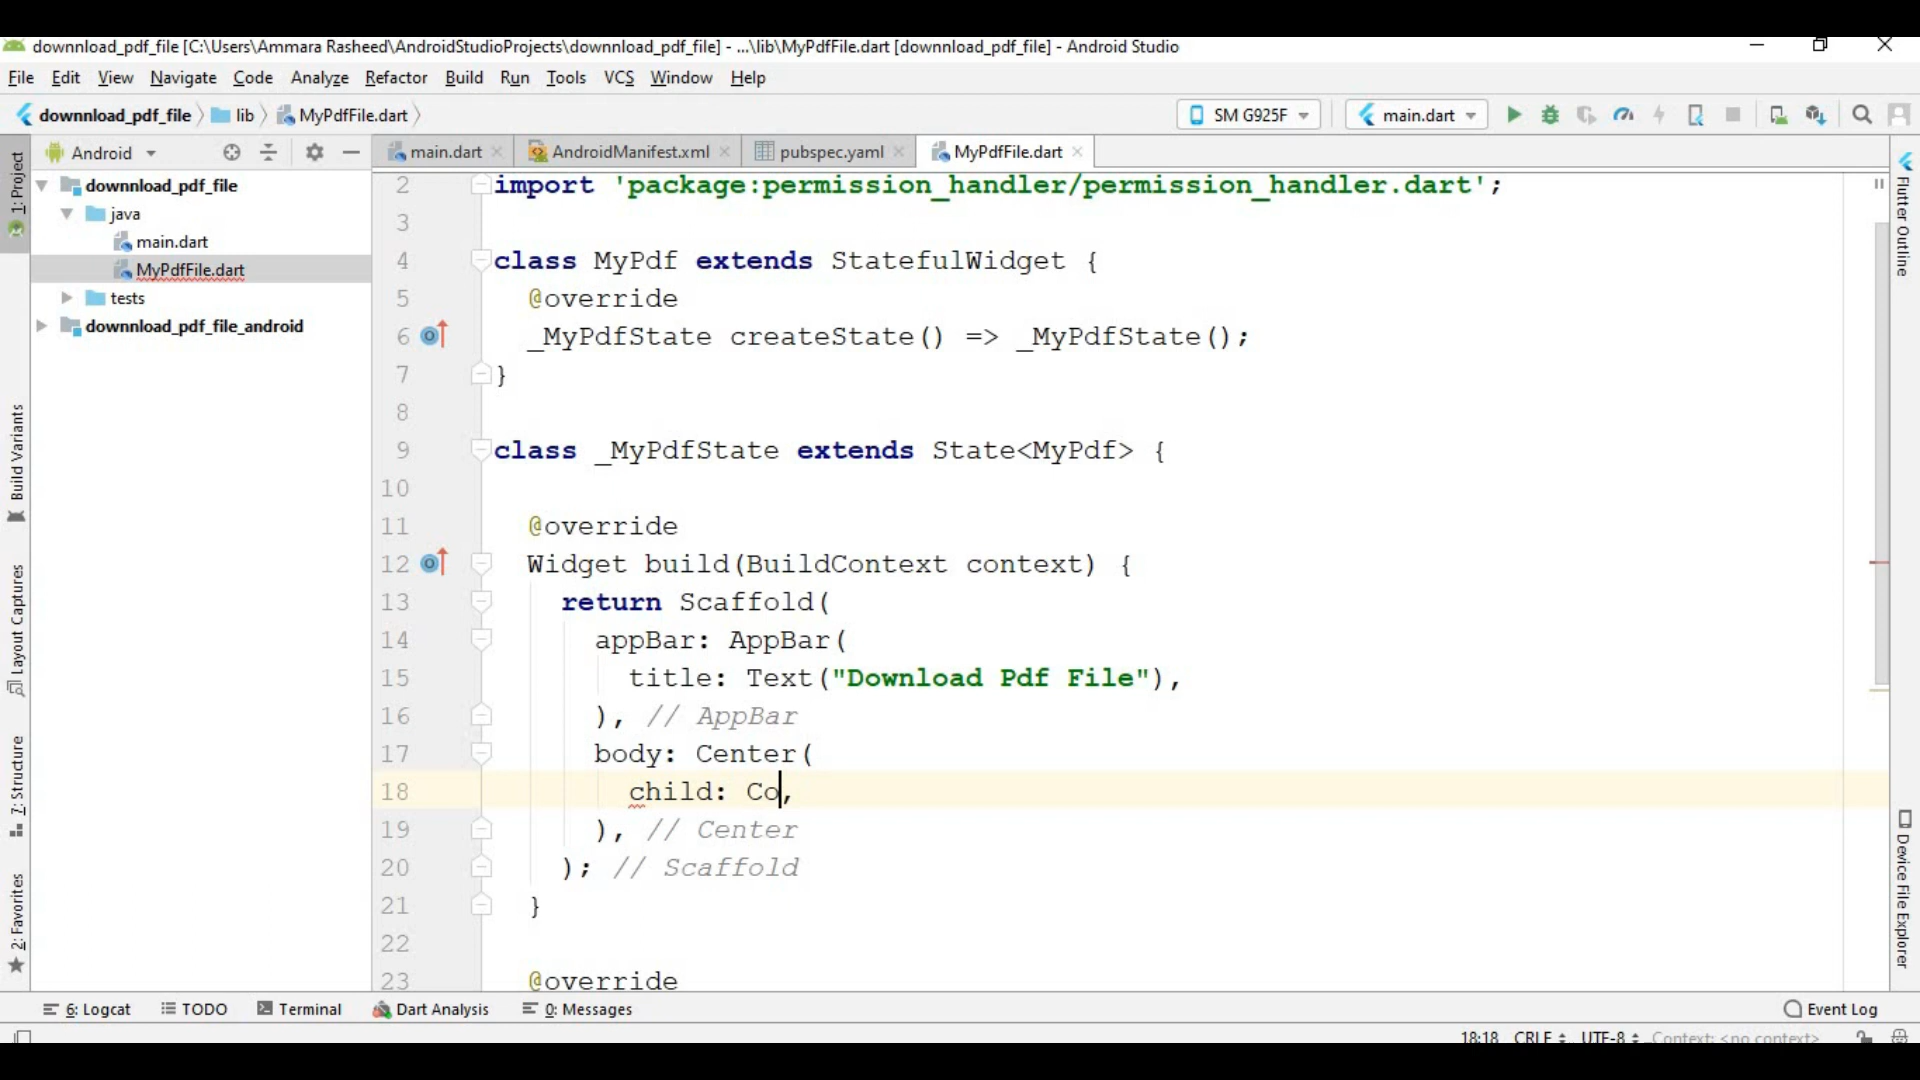 downnload_pdf_file [C:\Users\Ammara Rasheed\AndroidStudioProjects\downnload_pdf_file] - ...\lib\MyPdfFile.dart [downnload_pdf_file] - Android Studio
File Edit View Navigate Code Analyze Refactor Build Run Tools VCS Window Help
downnload_pdf_file lib MyPdfFile.dart SM G925F main.dart
Android main.dart AndroidManifest.xml pubspec.yaml MyPdfFile.dart
downnload_pdf_file
java
main.dart
MyPdfFile.dart
tests
downnload_pdf_file_android
1: Project
Build Variants
Layout Captures
7: Structure
2: Favorites
2 import 'package:permission_handler/permission_handler.dart';
3
4 class MyPdf extends StatefulWidget {
5 @override
6 _MyPdfState createState() => _MyPdfState();
7 }
8
9 class _MyPdfState extends State<MyPdf> {
10
11 @override
12 Widget build(BuildContext context) {
13 return Scaffold(
14 appBar: AppBar(
15 title: Text("Download Pdf File"),
16 ), // AppBar
17 body: Center(
18 child: Co,
19 ), // Center
20 ); // Scaffold
21 }
22
23 @override
Flutter Outline
Device File Explorer
6: Logcat TODO Terminal Dart Analysis 0: Messages Event Log
18:18 CRLF UTF-8 Context: <no context>